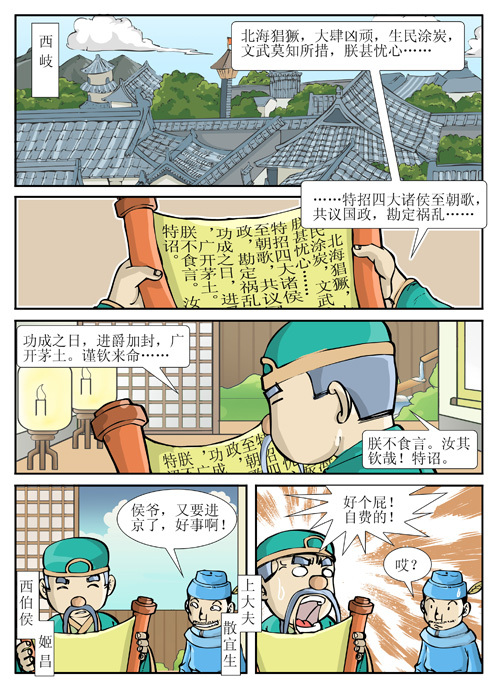 西岐
北海猖獗，大肆凶顽，生民涂炭，
文武莫知所措，朕甚忧心……
……特招四大诸侯至朝歌，
共议国政，勘定祸乱……
北海猖獗，
民涂炭，文武
朕甚忧心……
特招四大诸侯
至朝歌，共议国
政，勘定祸乱
功成之日，进
，广开茅土。
朕不食言。汝
特诏。
功成之日，进爵加封，广
开茅土。谨钦来命……
朕不食言。汝其
钦哉！特诏。
侯爷，又要进
京了，好事啊！
西伯侯
姬昌
好个屁！
自费的！
哎？
上大夫
散宜生